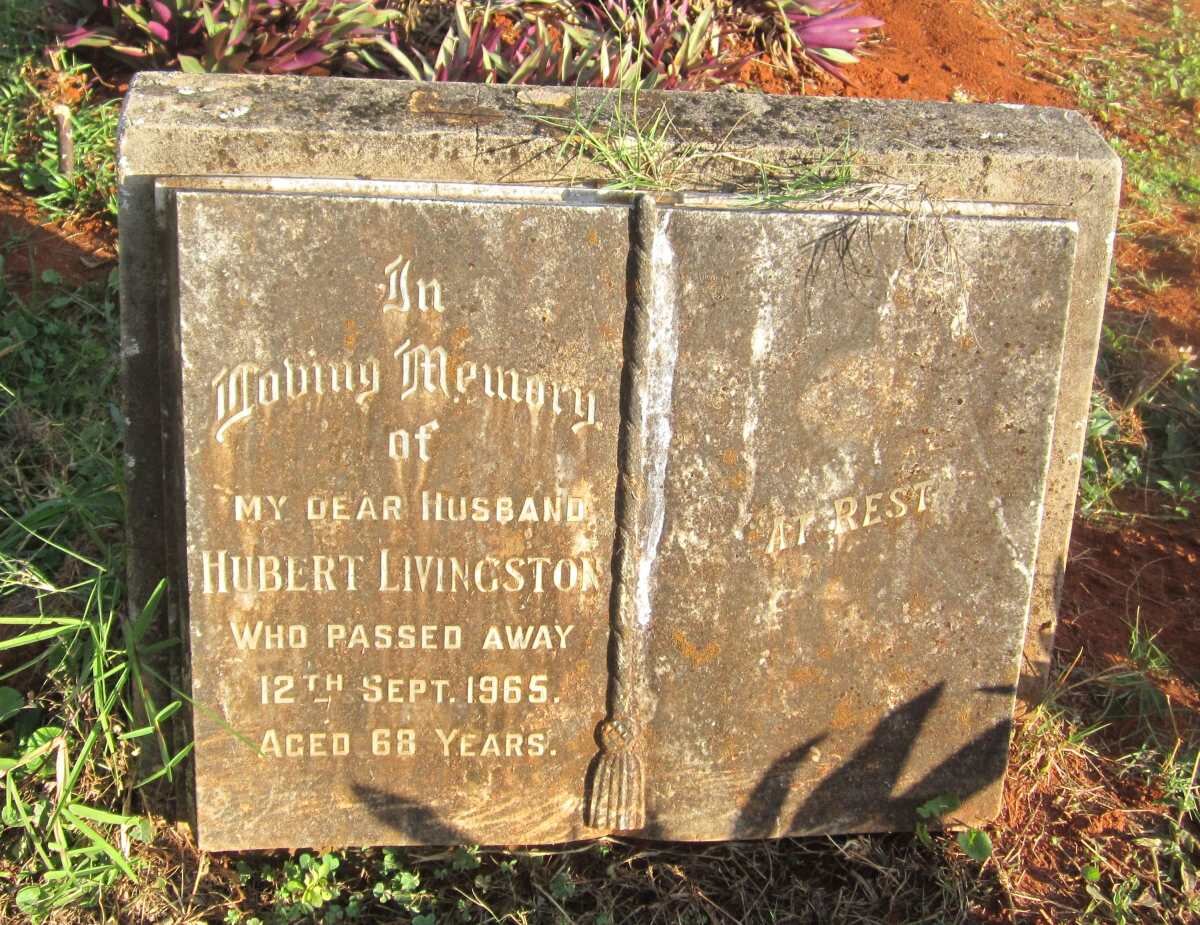 In
Loving Memory
of
MY DEAR HUSBAND
HUBERT LIVINGSTON
WHO PASSED AWAY
12TH SEPT. 1965.
AGED 68 YEARS.
"AT REST"